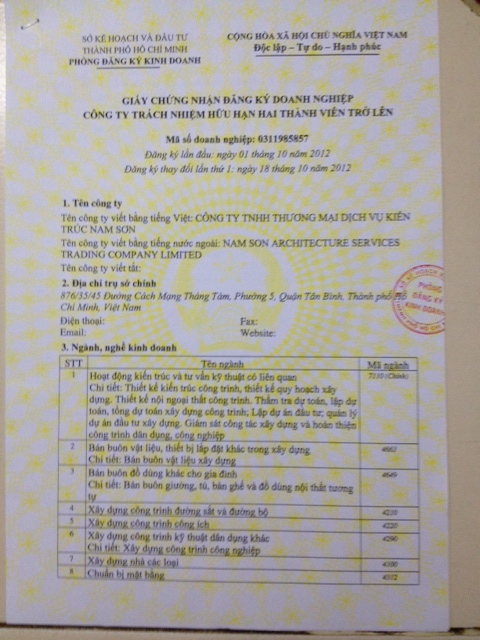 SỞ KẾ HOẠCH VÀ ĐẦU TƯ
THÀNH PHỐ HỒ CHÍ MINH
PHÒNG ĐĂNG KÝ KINH DOANH
CỘNG HÒA XÃ HỘI CHỦ NGHĨA VIỆT NAM
Độc lập – Tự do – Hạnh phúc
GIẤY CHỨNG NHẬN ĐĂNG KÝ DOANH NGHIỆP
CÔNG TY TRÁCH NHIỆM HỮU HẠN HAI THÀNH VIÊN TRỞ LÊN
Mã số doanh nghiệp: 0311985857
Đăng ký lần đầu: ngày 01 tháng 10 năm 2012
Đăng ký thay đổi lần thứ 1: ngày 18 tháng 10 năm 2012
1. Tên công ty
Tên công ty viết bằng tiếng Việt: CÔNG TY TNHH THƯƠNG MẠI DỊCH VỤ KIẾN
TRÚC NAM SƠN
Tên công ty viết bằng tiếng nước ngoài: NAM SON ARCHITECTURE SERVICES
TRADING COMPANY LIMITED
Tên công ty viết tắt:
2. Địa chỉ trụ sở chính
876/35/45 Đường Cách Mạng Tháng Tám, Phường 5, Quận Tân Bình, Thành phố Hồ
Chí Minh, Việt Nam
Điện thoại: Fax:
Email: Website:
PHÒNG
ĐĂNG KÝ
KINH DOANH
3. Ngành, nghề kinh doanh
STT Tên ngành Mã ngành
1 Hoạt động kiến trúc và tư vấn kỹ thuật có liên quan 7110 (Chính)
Chi tiết: Thiết kế kiến trúc công trình, thiết kế quy hoạch xây
dựng. Thiết kế nội ngoại thất công trình. Thẩm tra dự toán, lập dự
toán, tổng dự toán xây dựng công trình; Lập dự án đầu tư, quản lý
dự án đầu tư xây dựng. Giám sát công tác xây dựng và hoàn thiện
công trình dân dụng, công nghiệp
2 Bán buôn vật liệu, thiết bị lắp đặt khác trong xây dựng 4663
Chi tiết: Bán buôn vật liệu xây dựng
3 Bán buôn đồ dùng khác cho gia đình 4649
Chi tiết: Bán buôn giường, tủ, bàn ghế và đồ dùng nội thất tương
tự
4 Xây dựng công trình đường sắt và đường bộ 4210
5 Xây dựng công trình công ích 4220
6 Xây dựng công trình kỹ thuật dân dụng khác 4290
Chi tiết: Xây dựng công trình công nghiệp
7 Xây dựng nhà các loại 4100
8 Chuẩn bị mặt bằng 4312